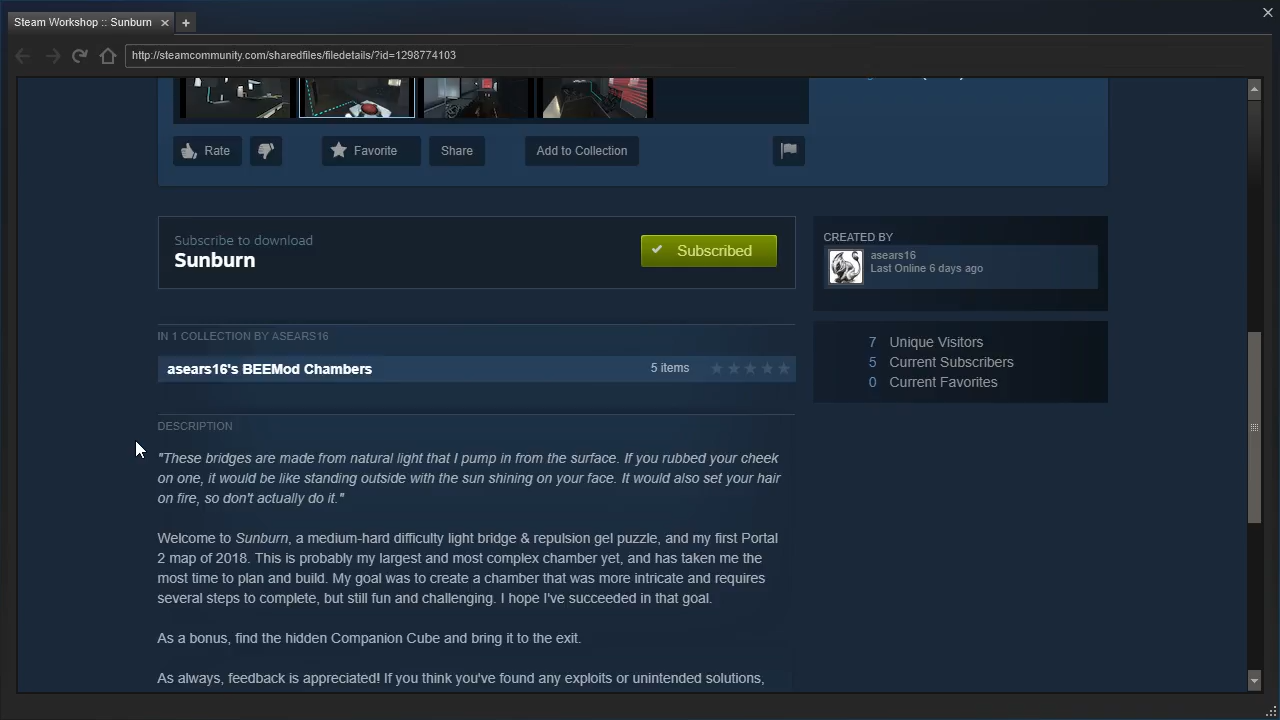 Steam Workshop :: Sunburn
http://steamcommunity.com/sharedfiles/filedetails/?id=1298774103
Rate
Favorite
Share
Add to Collection
Subscribe to download
Sunburn
Subscribed
CREATED BY
asears16
Last Online 6 days ago
7 Unique Visitors
5 Current Subscribers
0 Current Favorites
IN 1 COLLECTION BY ASEARS16
asears16's BEEMod Chambers 5 items
DESCRIPTION
"These bridges are made from natural light that I pump in from the surface. If you rubbed your cheek
on one, it would be like standing outside with the sun shining on your face. It would also set your hair
on fire, so don't actually do it."
Welcome to Sunburn, a medium-hard difficulty light bridge & repulsion gel puzzle, and my first Portal
2 map of 2018. This is probably my largest and most complex chamber yet, and has taken me the
most time to plan and build. My goal was to create a chamber that was more intricate and requires
several steps to complete, but still fun and challenging. I hope I've succeeded in that goal.
As a bonus, find the hidden Companion Cube and bring it to the exit.
As always, feedback is appreciated! If you think you've found any exploits or unintended solutions,